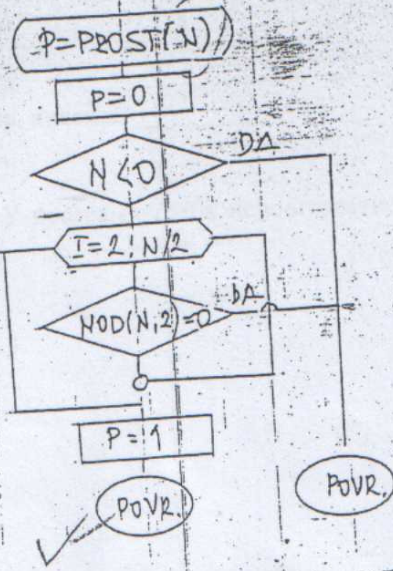 P=PROST(N)
P=0
N<0
DA
I=2,N/2
MOD(N,2)=0
DA
P=1
POVR.
POVR.